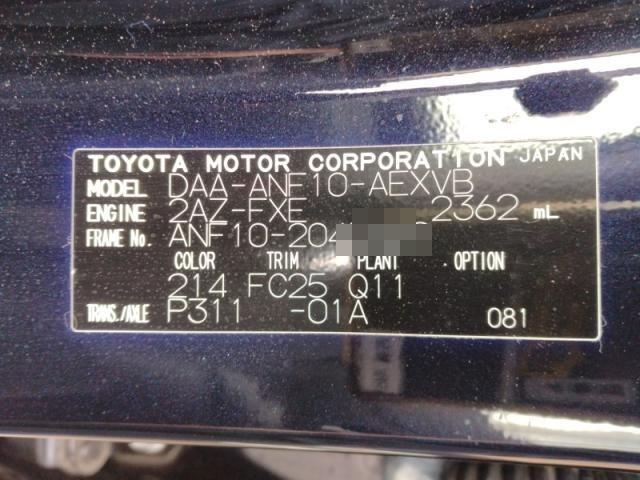 TOYOTA MOTOR CORPORATION JAPAN
MODEL DAA-ANF10-AEXVB
ENGINE 2AZ-FXE 2362 mL
FRAME No. ANF10-204
COLOR TRIM PLANT OPTION
214 FC25 Q11
TRANS./AXLE P311 -01A 081